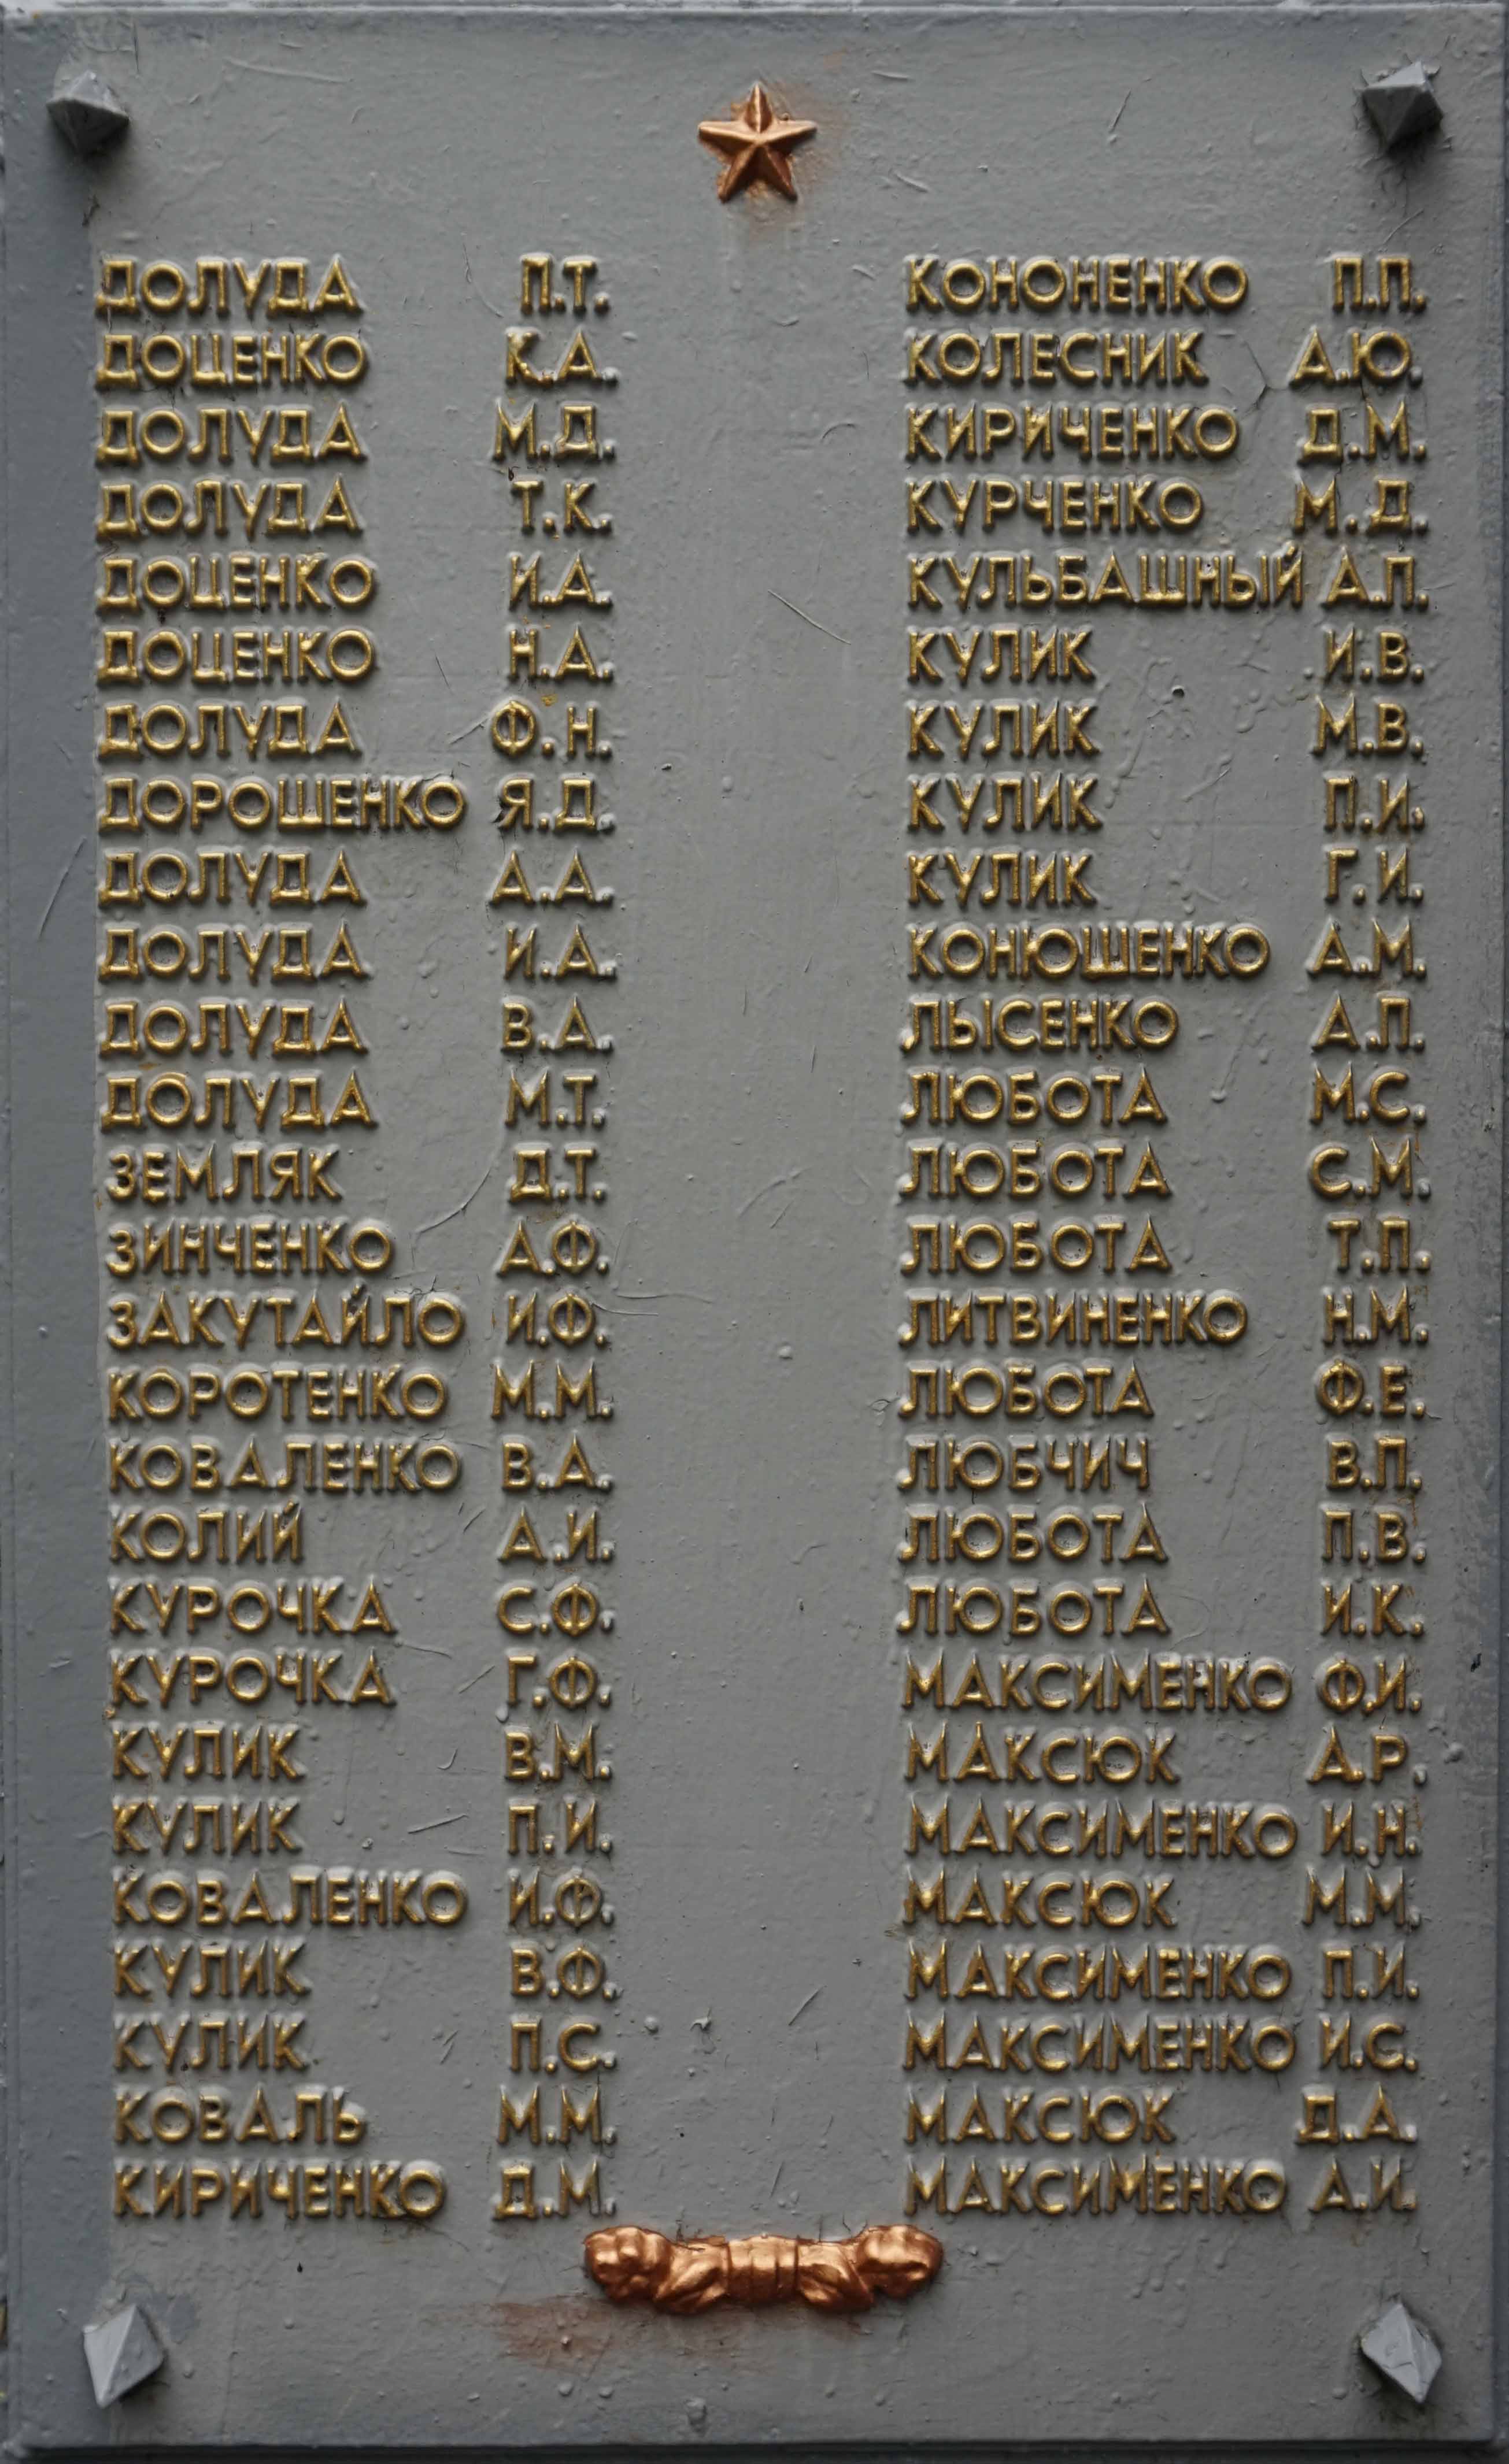 ДОЛУДА П.Т.
ДОЦЕНКО К.А.
ДОЛУДА М.Д.
ДОЛУДА Т.К.
ДОЦЕНКО И.А.
ДОЦЕНКО Н.А.
ДОЛУДА Ф.Н.
ДОРОШЕНКО Я.Д.
ДОЛУДА А.А.
ДОЛУДА И.А.
ДОЛУДА В.А.
ДОЛУДА М.Т.
ЗЕМЛЯК Д.Т.
ЗИНЧЕНКО А.Ф.
ЗАКУТАЙЛО И.Ф.
КОРОТЕНКО М.М.
КОВАЛЕНКО В.А.
КОЛИЙ А.И.
КУРОЧКА С.Ф.
КУРОЧКА Г.Ф.
КУЛИК В.М.
КУЛИК П.И.
КОВАЛЕНКО И.Ф.
КУЛИК В.Ф.
КУЛИК П.С.
КОВАЛЬ М.М.
КИРИЧЕНКО Д.М.
КОНОНЕНКО П.П.
КОЛЕСНИК А.Ю.
КИРИЧЕНКО Д.М.
КУРЧЕНКО М.Д.
КУЛЬБАШНЫЙ А.П.
КУЛИК И.В.
КУЛИК М.В.
КУЛИК П.И.
КУЛИК Г.И.
КОНЮШЕНКО А.М.
ЛЫСЕНКО А.П.
ЛЮБОТА М.С.
ЛЮБОТА С.М.
ЛЮБОТА Т.П.
ЛИТВИНЕНКО Н.М.
ЛЮБОТА Ф.Е.
ЛЮБЧИЧ В.П.
ЛЮБОТА П.В.
ЛЮБОТА И.К.
МАКСИМЕНКО Ф.И.
МАКСЮК А.Р.
МАКСИМЕНКО И.Н.
МАКСЮК М.М.
МАКСИМЕНКО П.И.
МАКСИМЕНКО И.С.
МАКСЮК Д.А.
МАКСИМЕНКО А.И.